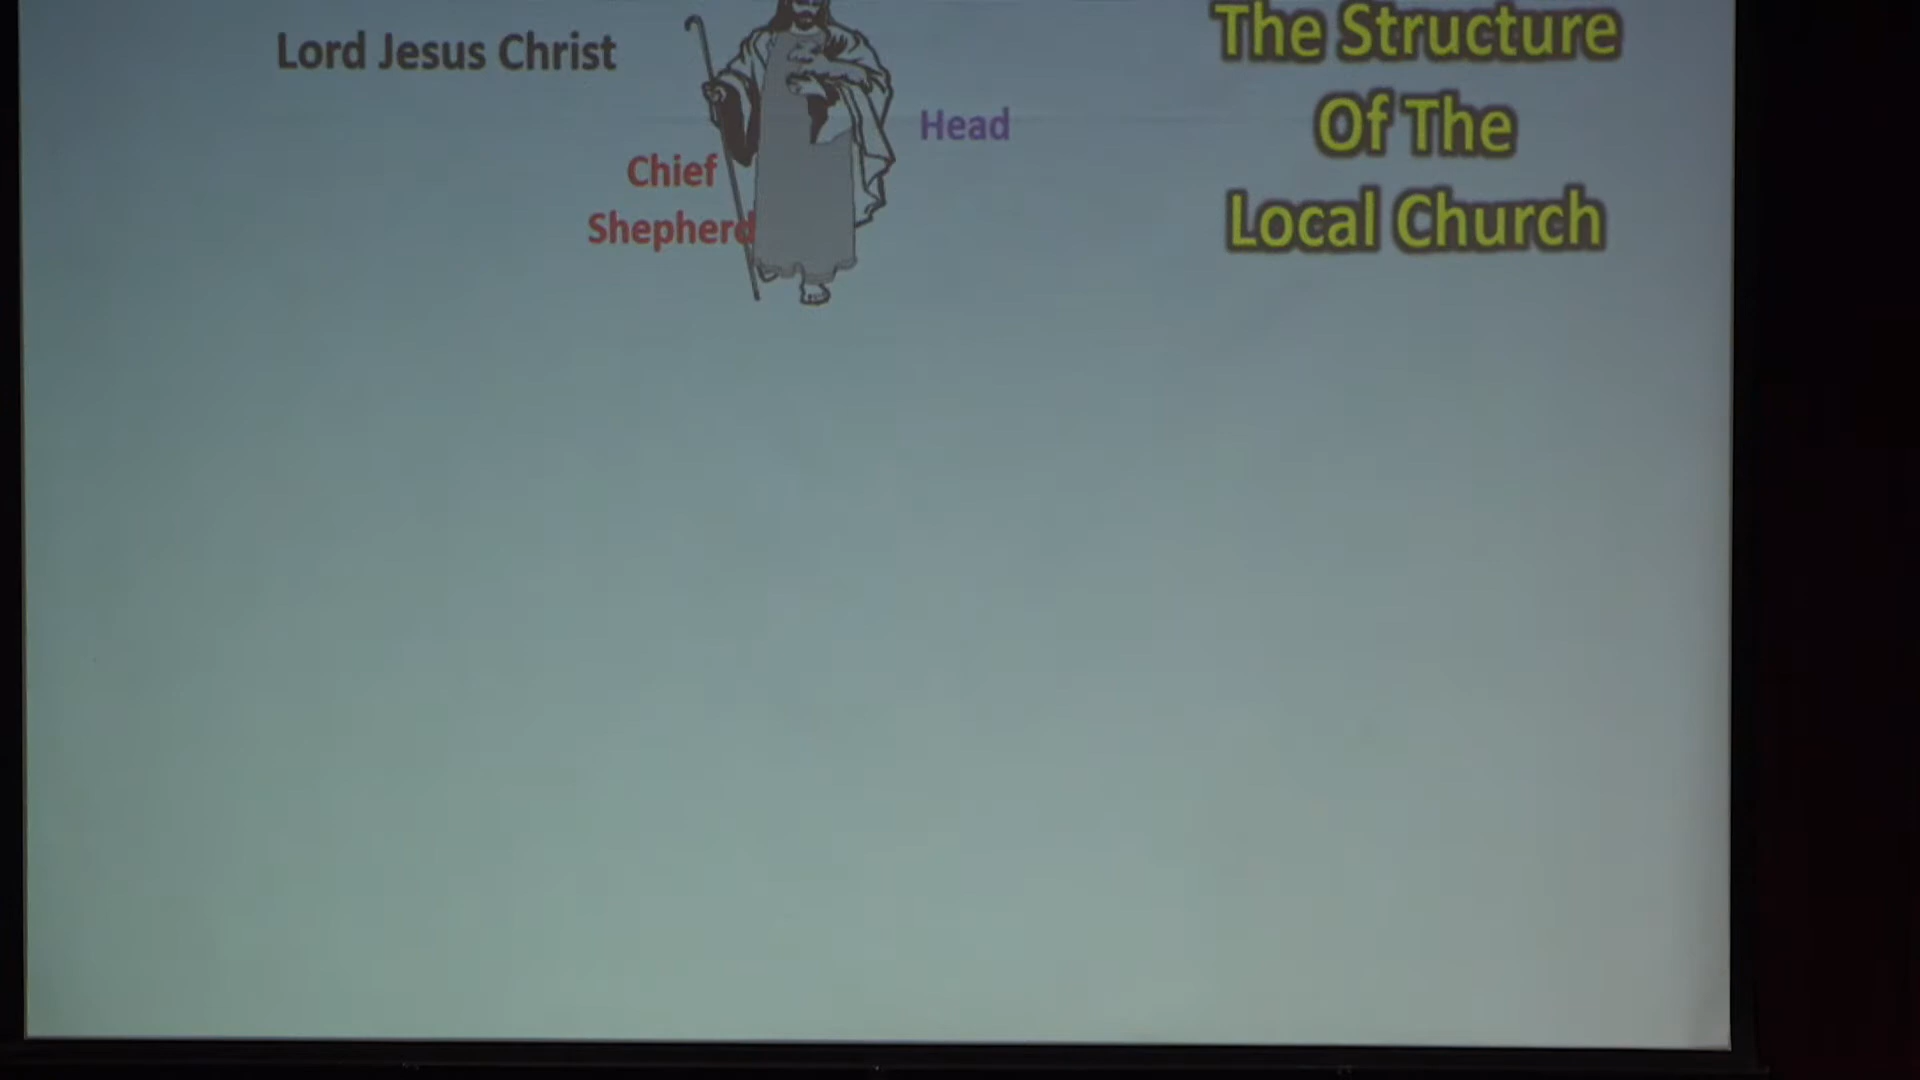 Lord Jesus Christ
Head
Chief
Shepherd
The Structure
Of The
Local Church